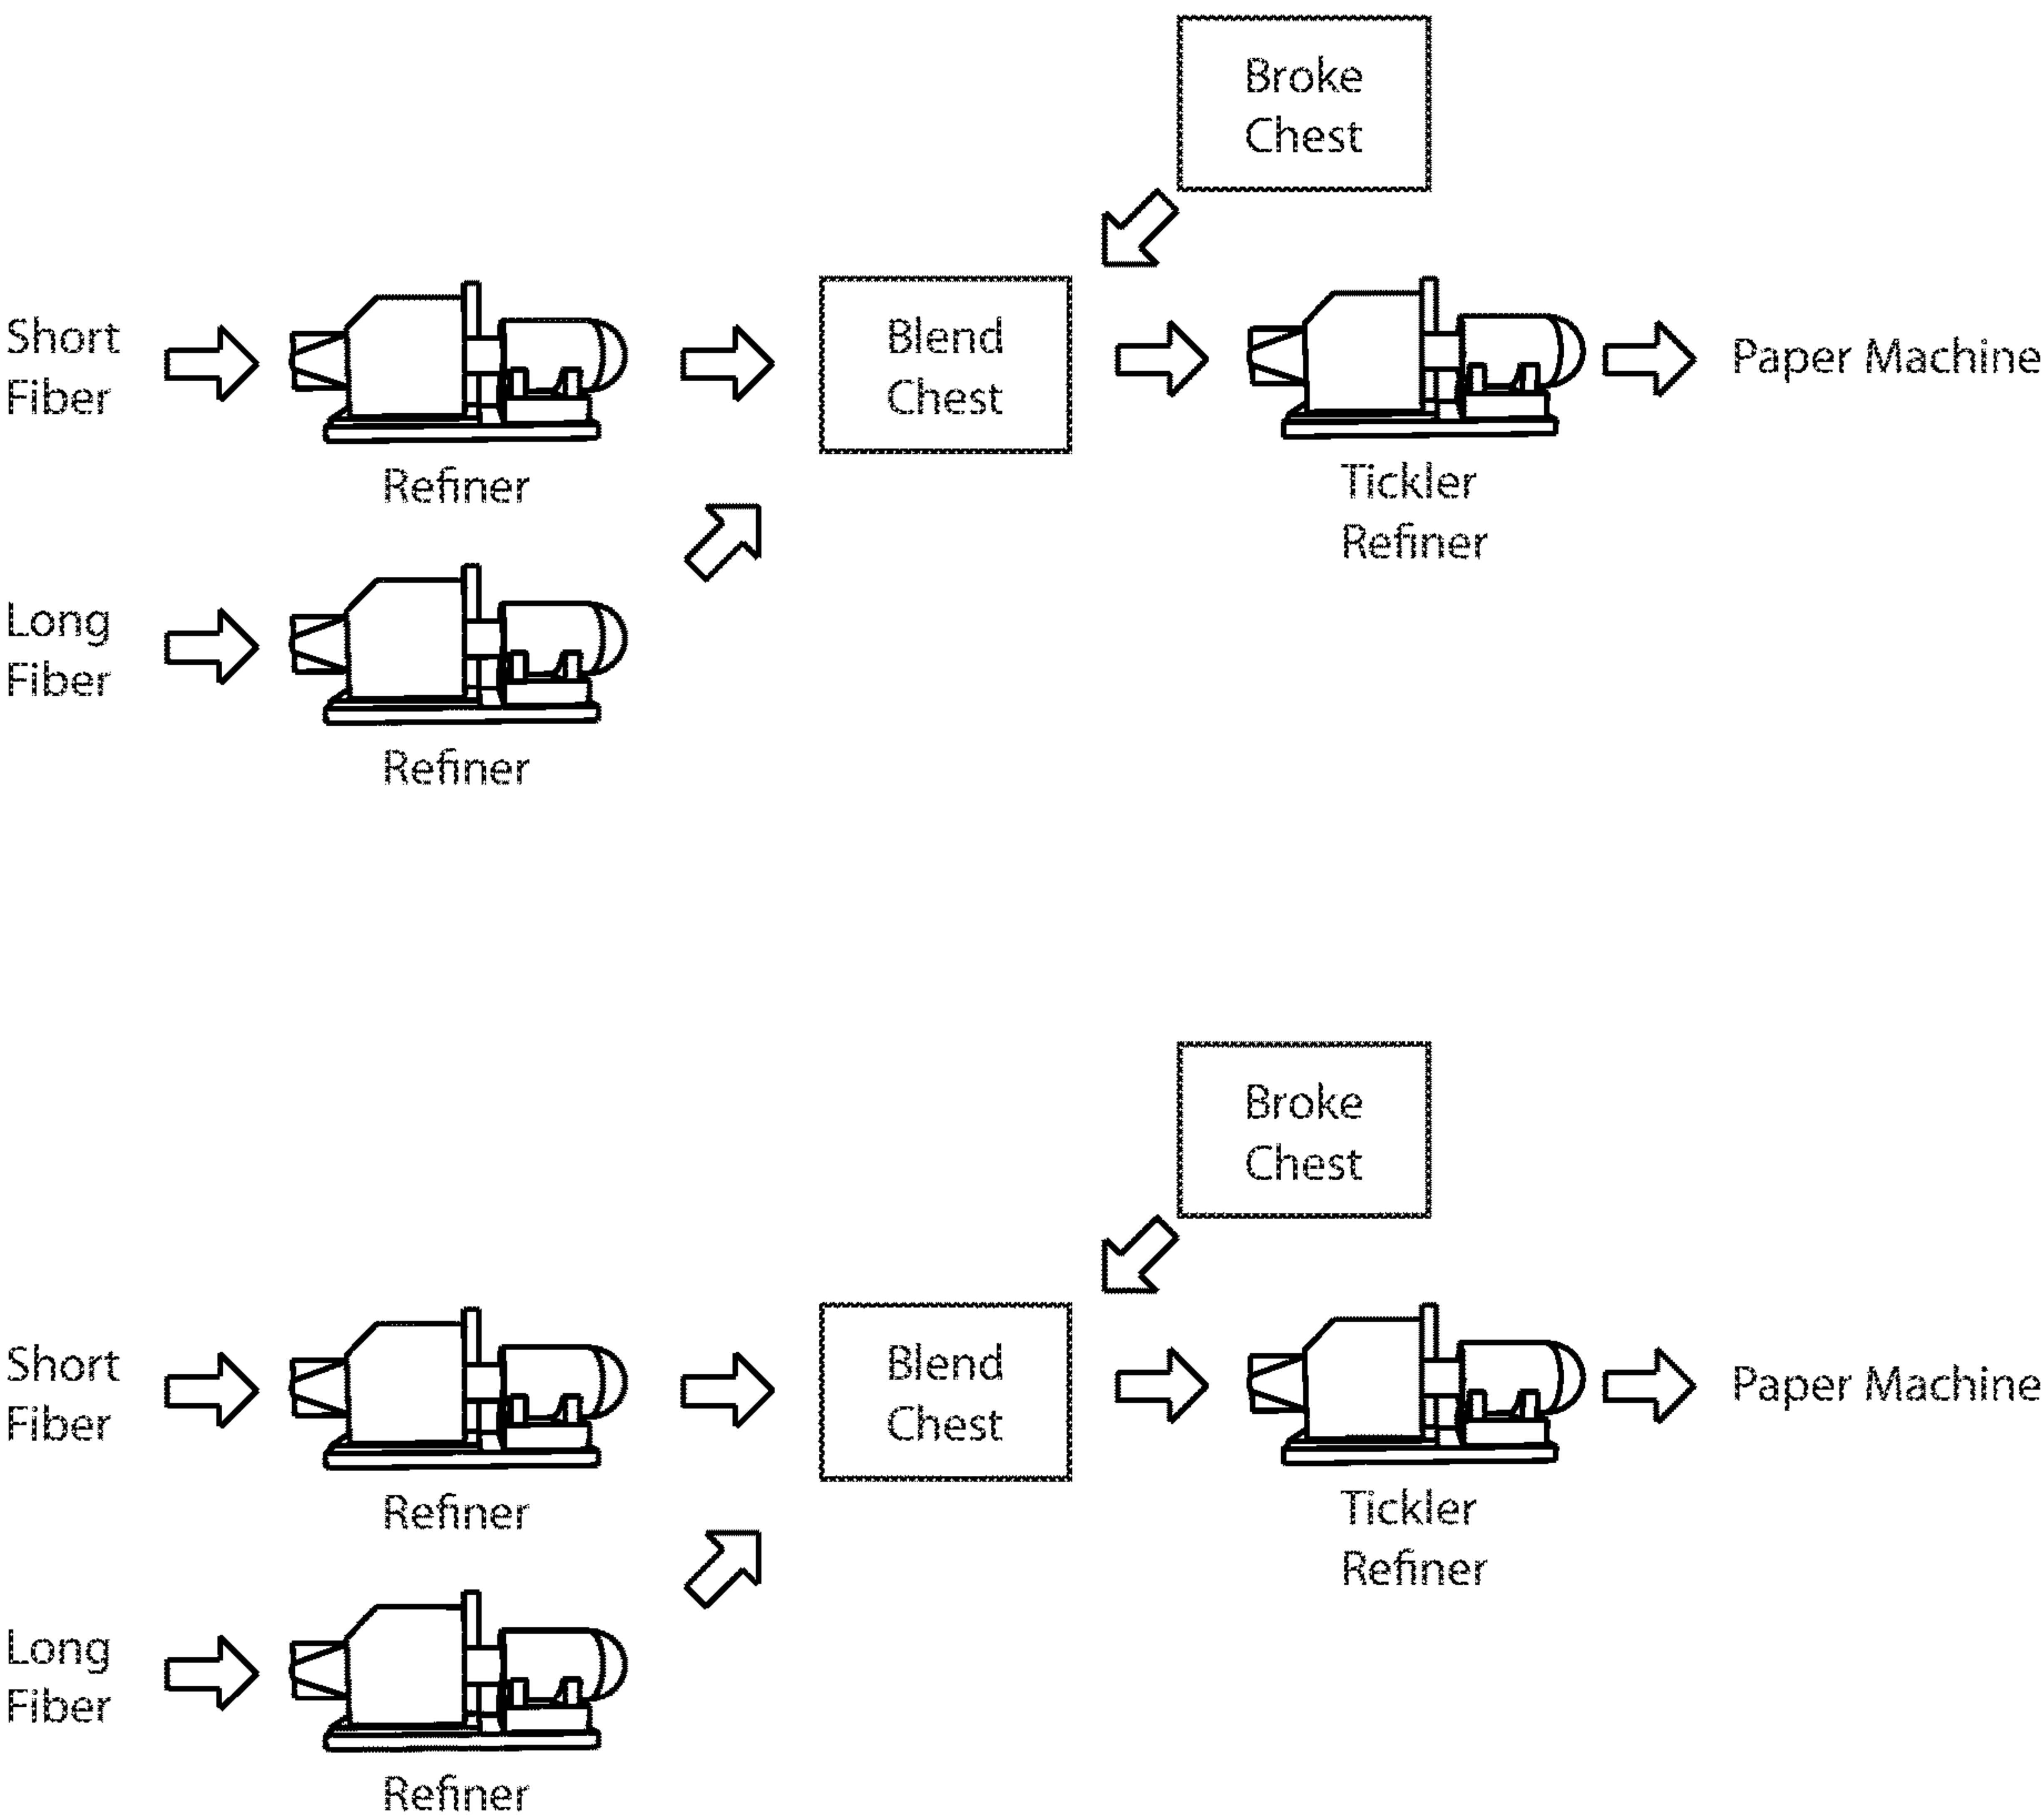 Broke
Chest
Short
Fiber
Blend
Chest
Paper Machine
Refiner
Tickler
Refiner
Long
Fiber
Refiner
Broke
Chest
Short
Fiber
Blend
Chest
Paper Machine
Refiner
Tickler
Refiner
Long
Fiber
Refiner